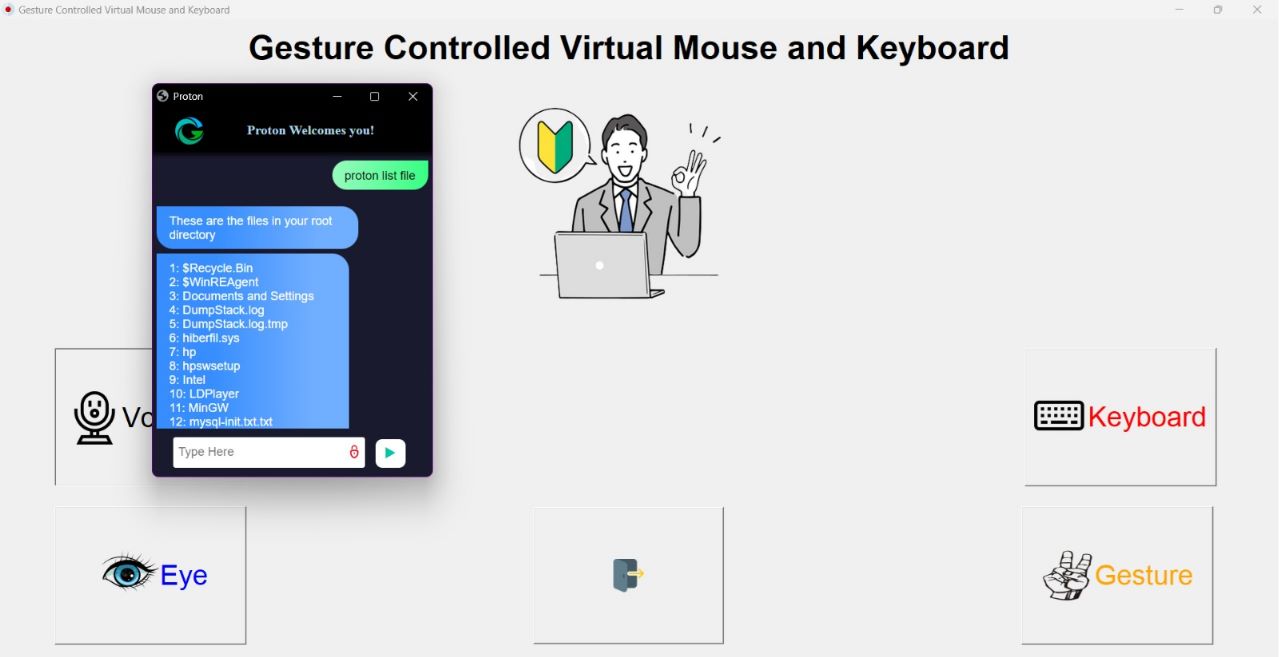 Gesture Controlled Virtual Mouse and Keyboard
Gesture Controlled Virtual Mouse and Keyboard
Proton
Proton Welcomes you!
proton list file
These are the files in your root
directory
1: $Recycle.Bin
2: $WinREAgent
3: Documents and Settings
4: DumpStack.log
5: DumpStack.log.tmp
6: hiberfil.sys
7: hp
8: hpswsetup
9: Intel
10: LDPlayer
11: MinGW
12: mysql-init.txt.txt
Type Here
Vo
Keyboard
Eye
Gesture